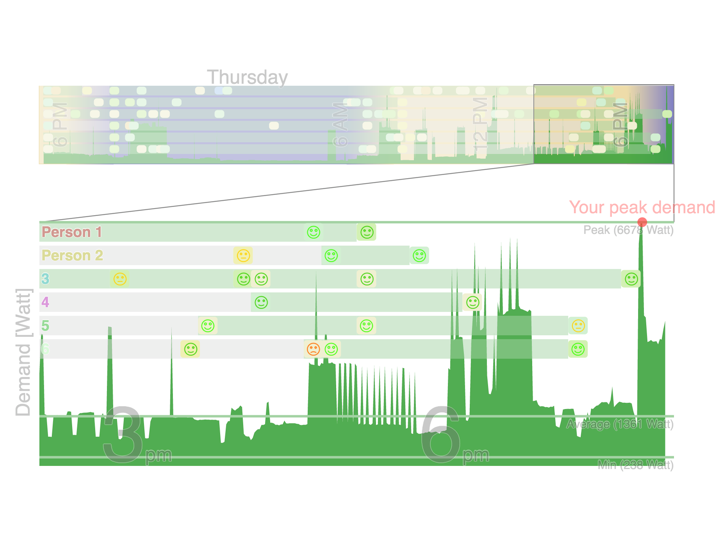 Thursday
6 PM
6 AM
12 PM
6 PM
Your peak demand
Peak (6678 Watt)
Person 1
Person 2
3
4
5
Demand [Watt]
3 pm
6 pm
Average (1361 Watt)
Min (238 Watt)